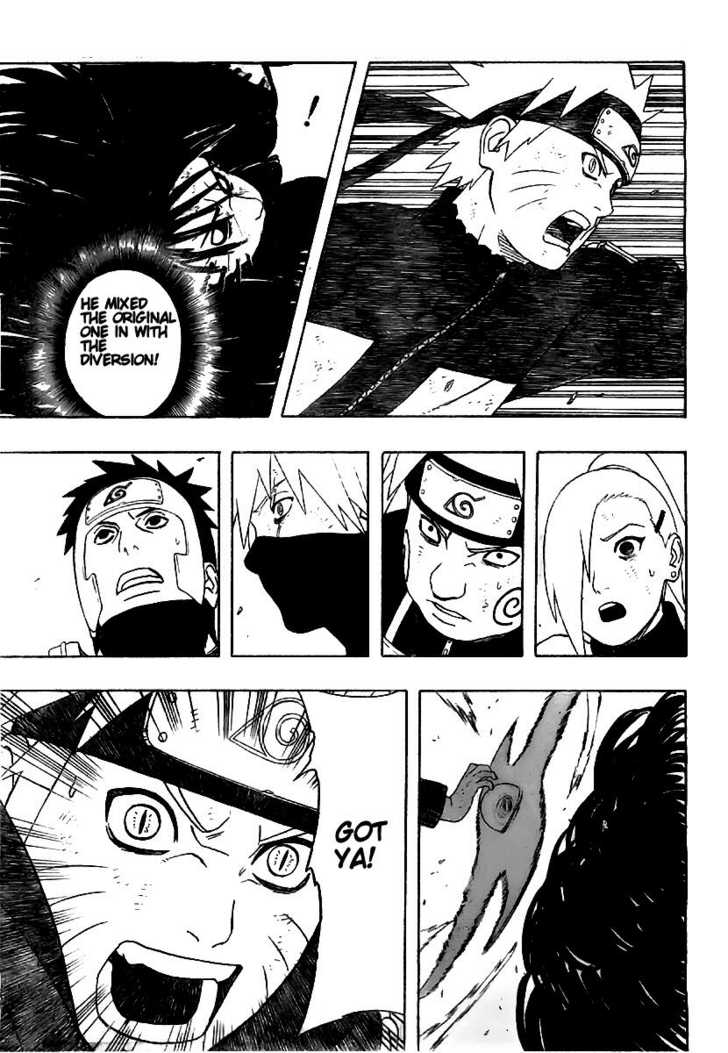 !
HE MIXED
THE ORIGINAL
ONE IN WITH
THE
DIVERSION!
GOT
YA!